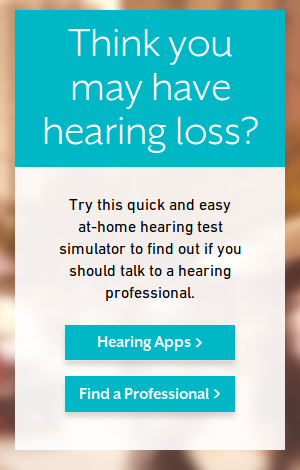 Think you
may have
hearing loss?
Try this quick and easy
at-home hearing test
simulator to find out if you
should talk to a hearing
professional.
Hearing Apps >
Find a Professional >